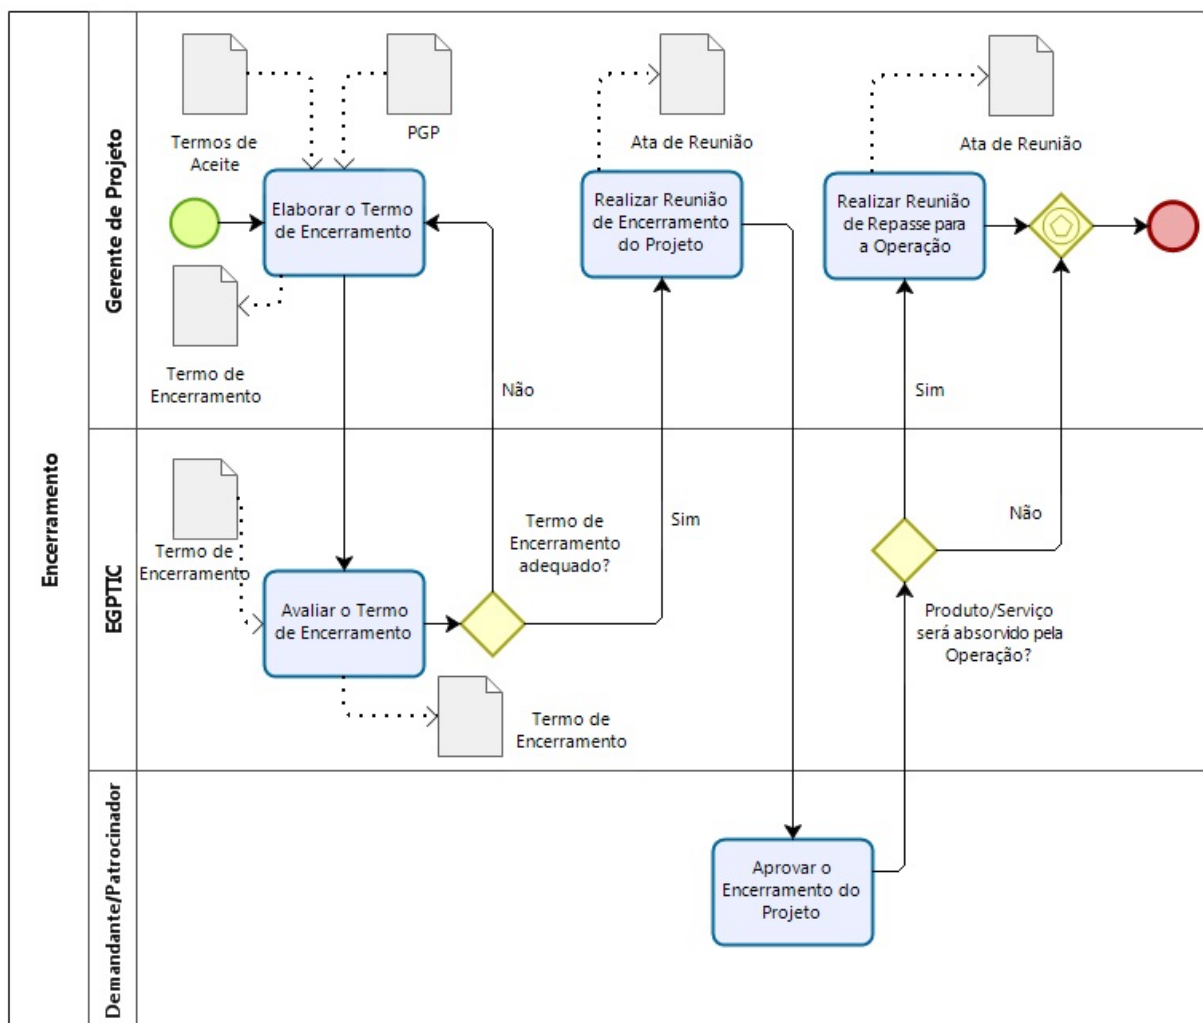 Encerramento
Gerente de Projeto
Termos de
Aceite
PGP
Elaborar o Termo
de Encerramento
Termo de
Encerramento
Não
Ata de Reunião
Realizar Reunião
de Encerramento
do Projeto
Ata de Reunião
Realizar Reunião
de Repasse para
a Operação
Sim
EGPTIC
Termo de
Encerramento
Avaliar o Termo
de Encerramento
Termo de
Encerramento
adequado?
Sim
Termo de
Encerramento
Não
Produto/Serviço
será absorvido pela
Operação?
Demandante/Patrocinador
Aprovar o
Encerramento do
Projeto